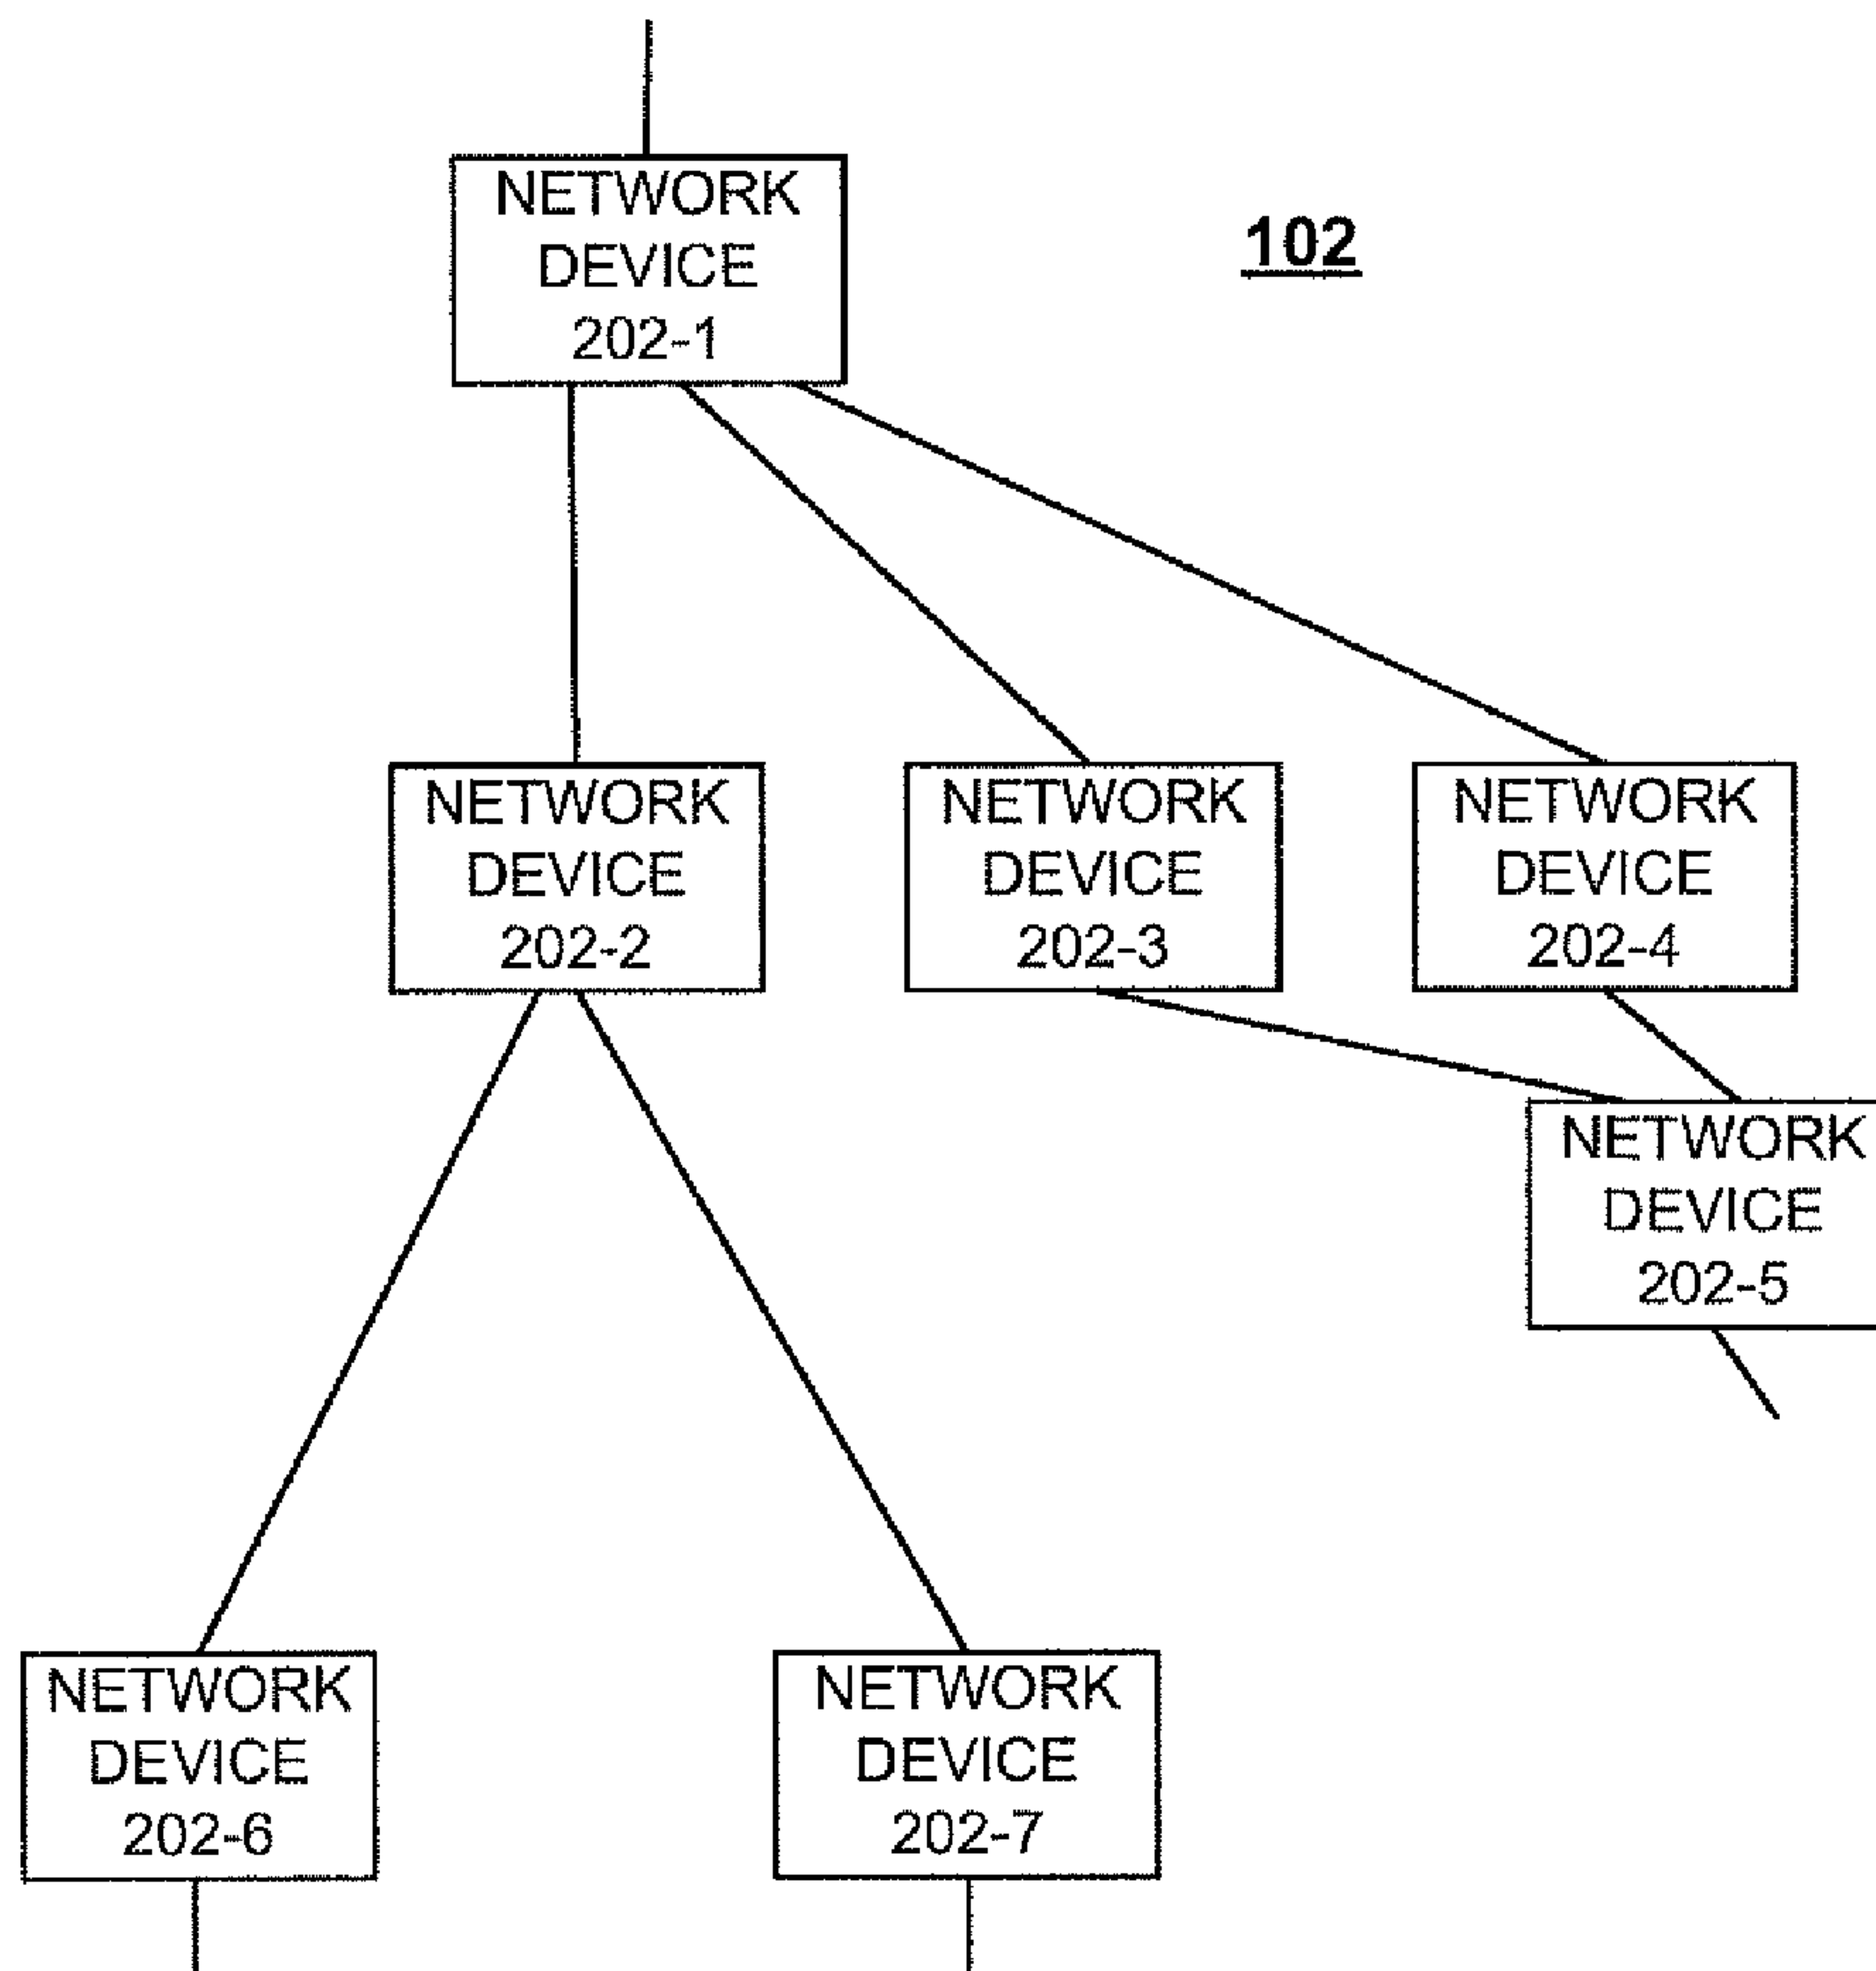 NETWORK
DEVICE
202-1
102
NETWORK
DEVICE
202-2
NETWORK
DEVICE
202-3
NETWORK
DEVICE
202-4
NETWORK
DEVICE
202-5
NETWORK
DEVICE
202-6
NETWORK
DEVICE
202-7